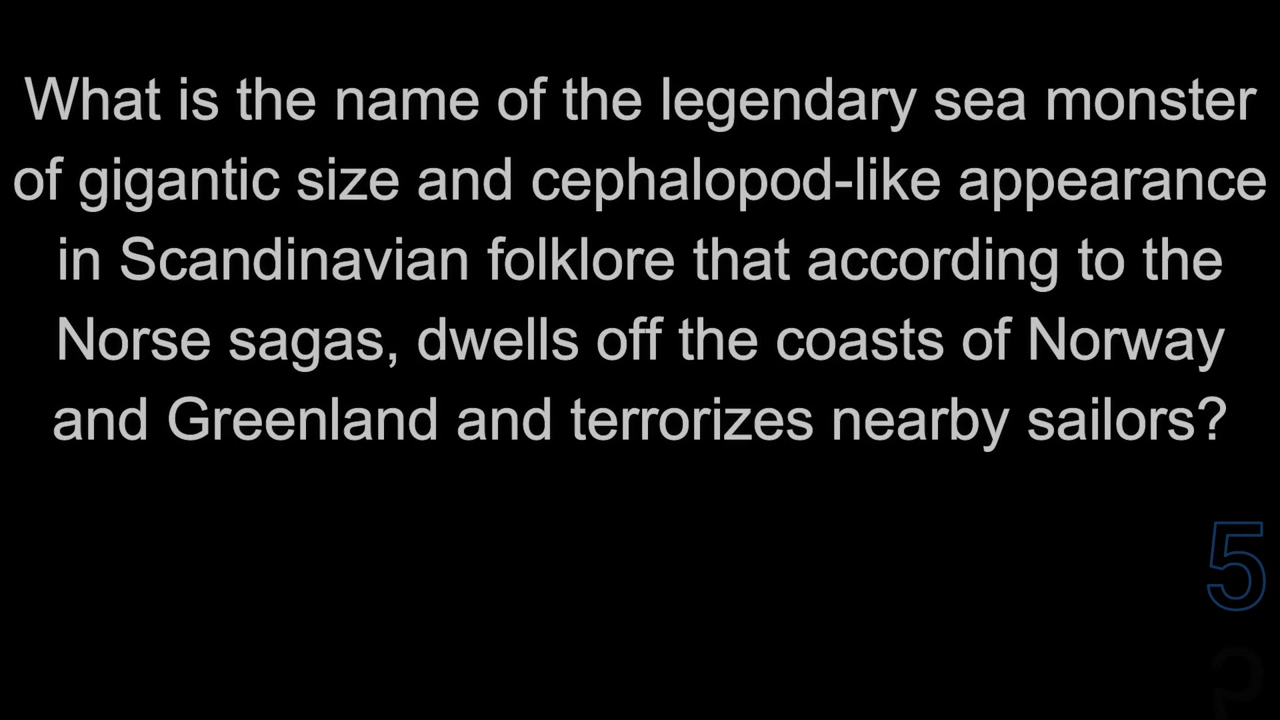 What is the name of the legendary sea monster
of gigantic size and cephalopod-like appearance
in Scandinavian folklore that according to the
Norse sagas, dwells off the coasts of Norway
and Greenland and terrorizes nearby sailors?
5